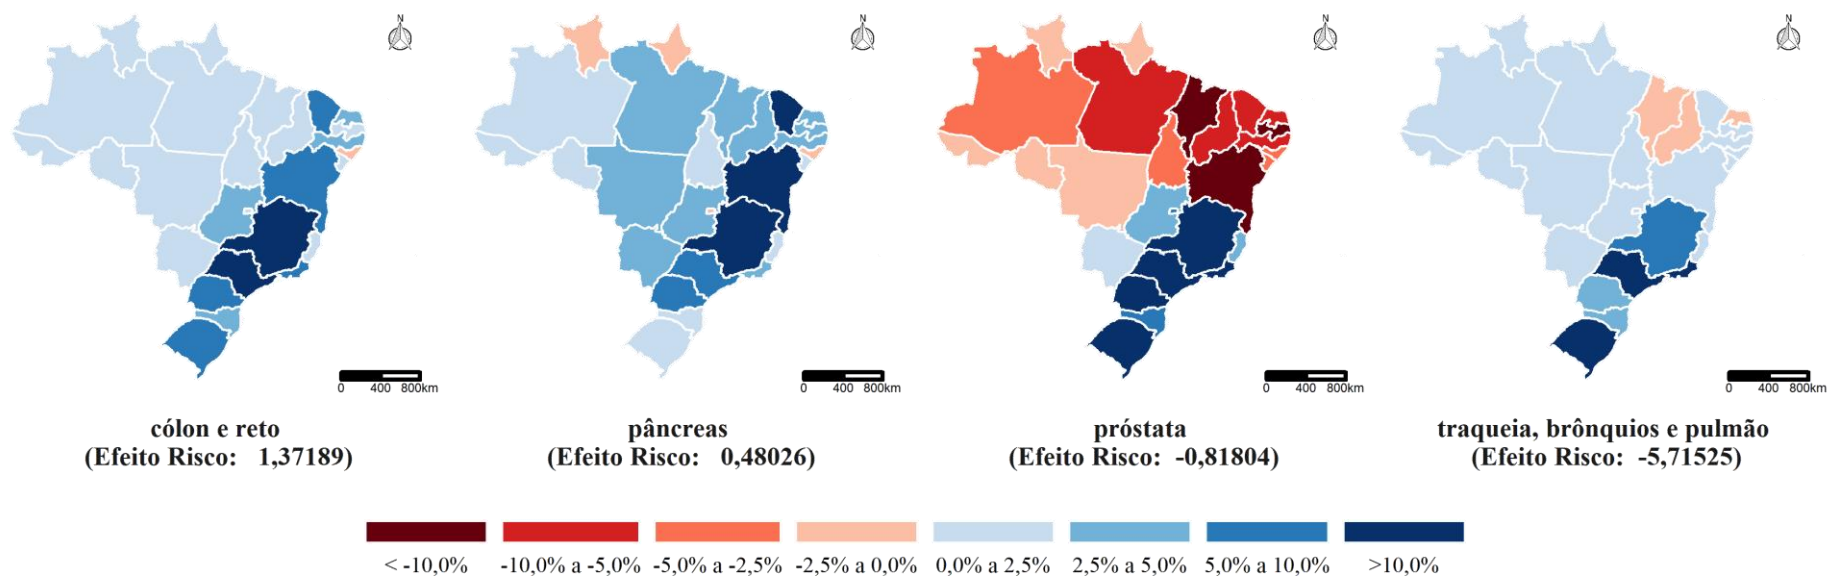 N
N
N
N
0 400 800km
0 400 800km
0 400 800km
0 400 800km
cólon e reto
(Efeito Risco: 1,37189)
pâncreas
(Efeito Risco: 0,48026)
próstata
(Efeito Risco: -0,81804)
traqueia, brônquios e pulmão
(Efeito Risco: -5,71525)
< -10,0%
-10,0% a -5,0%
-5,0% a -2,5%
-2,5% a 0,0%
0,0% a 2,5%
2,5% a 5,0%
5,0% a 10,0%
>10,0%